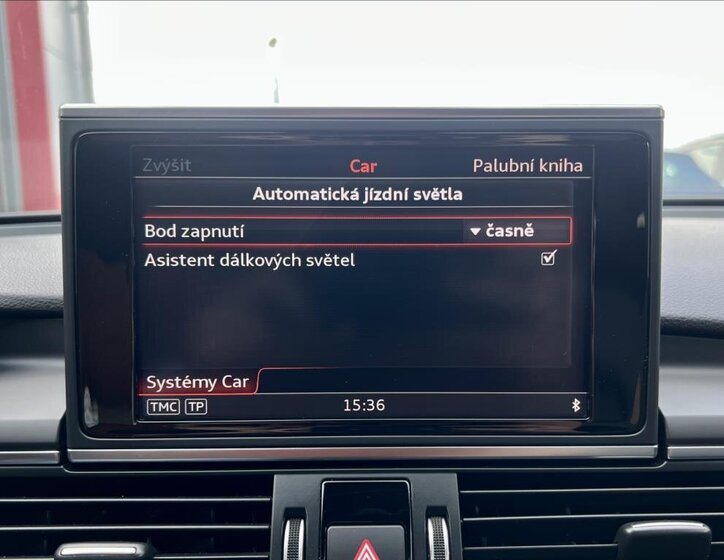 Zvýšit Car Palubní kniha
Automatická jízdní světla
Bod zapnutí časně
Asistent dálkových světel
Systémy Car
TMC TP 15:36